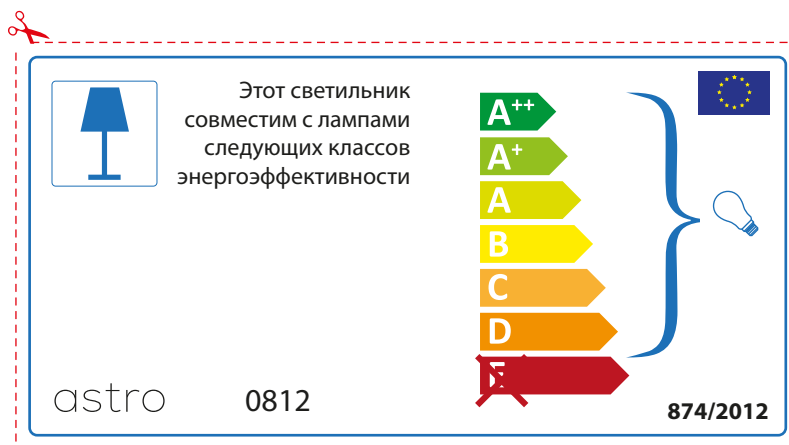 Этот светильник
совместим с лампами
следующих классов
энергоэффективности
A++
A+
A
B
C
D
E
astro 0812
874/2012